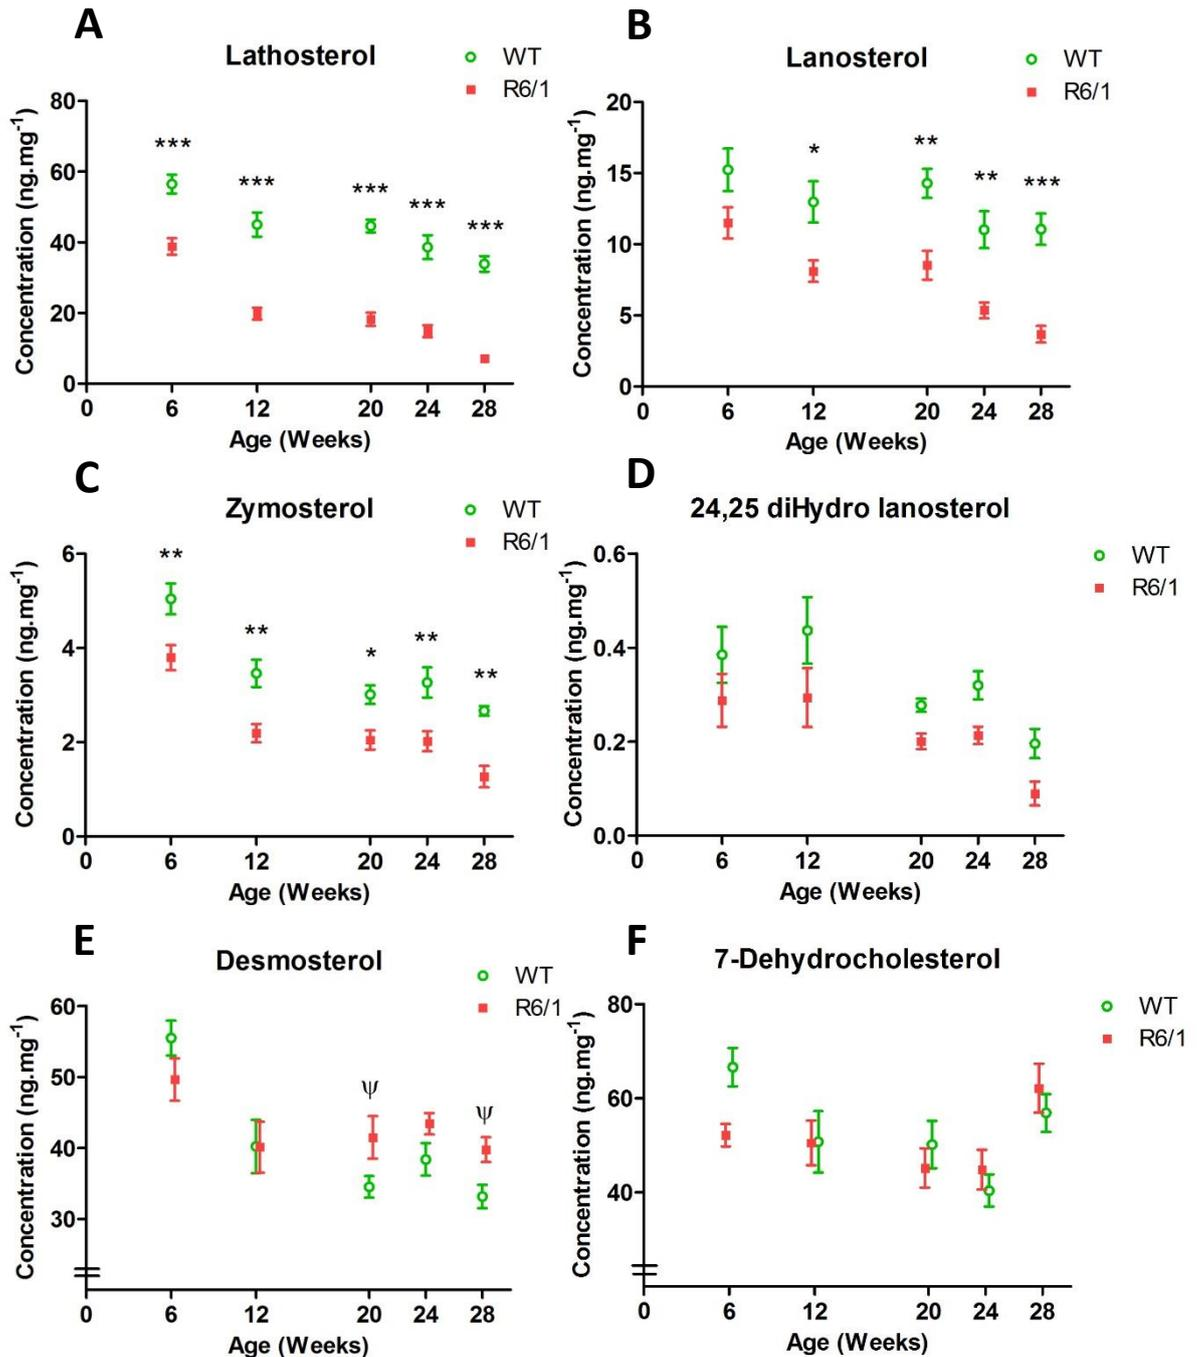 A
Lathosterol
WT
R6/1
Concentration (ng.mg-1)
80
60
40
20
0
***
***
***
***
***
0 6 12 20 24 28
Age (Weeks)
B
Lanosterol
WT
R6/1
Concentration (ng.mg-1)
20
15
10
5
0
*
**
**
***
0 6 12 20 24 28
Age (Weeks)
C
Zymosterol
WT
R6/1
Concentration (ng.mg-1)
6
4
2
0
**
**
*
**
**
0 6 12 20 24 28
Age (Weeks)
D
24,25 diHydro lanosterol
WT
R6/1
Concentration (ng.mg-1)
0.6
0.4
0.2
0.0
0 6 12 20 24 28
Age (Weeks)
E
Desmosterol
WT
R6/1
Concentration (ng.mg-1)
60
50
40
30
ψ
ψ
0 6 12 20 24 28
Age (Weeks)
F
7-Dehydrocholesterol
WT
R6/1
Concentration (ng.mg-1)
80
60
40
0 6 12 20 24 28
Age (Weeks)